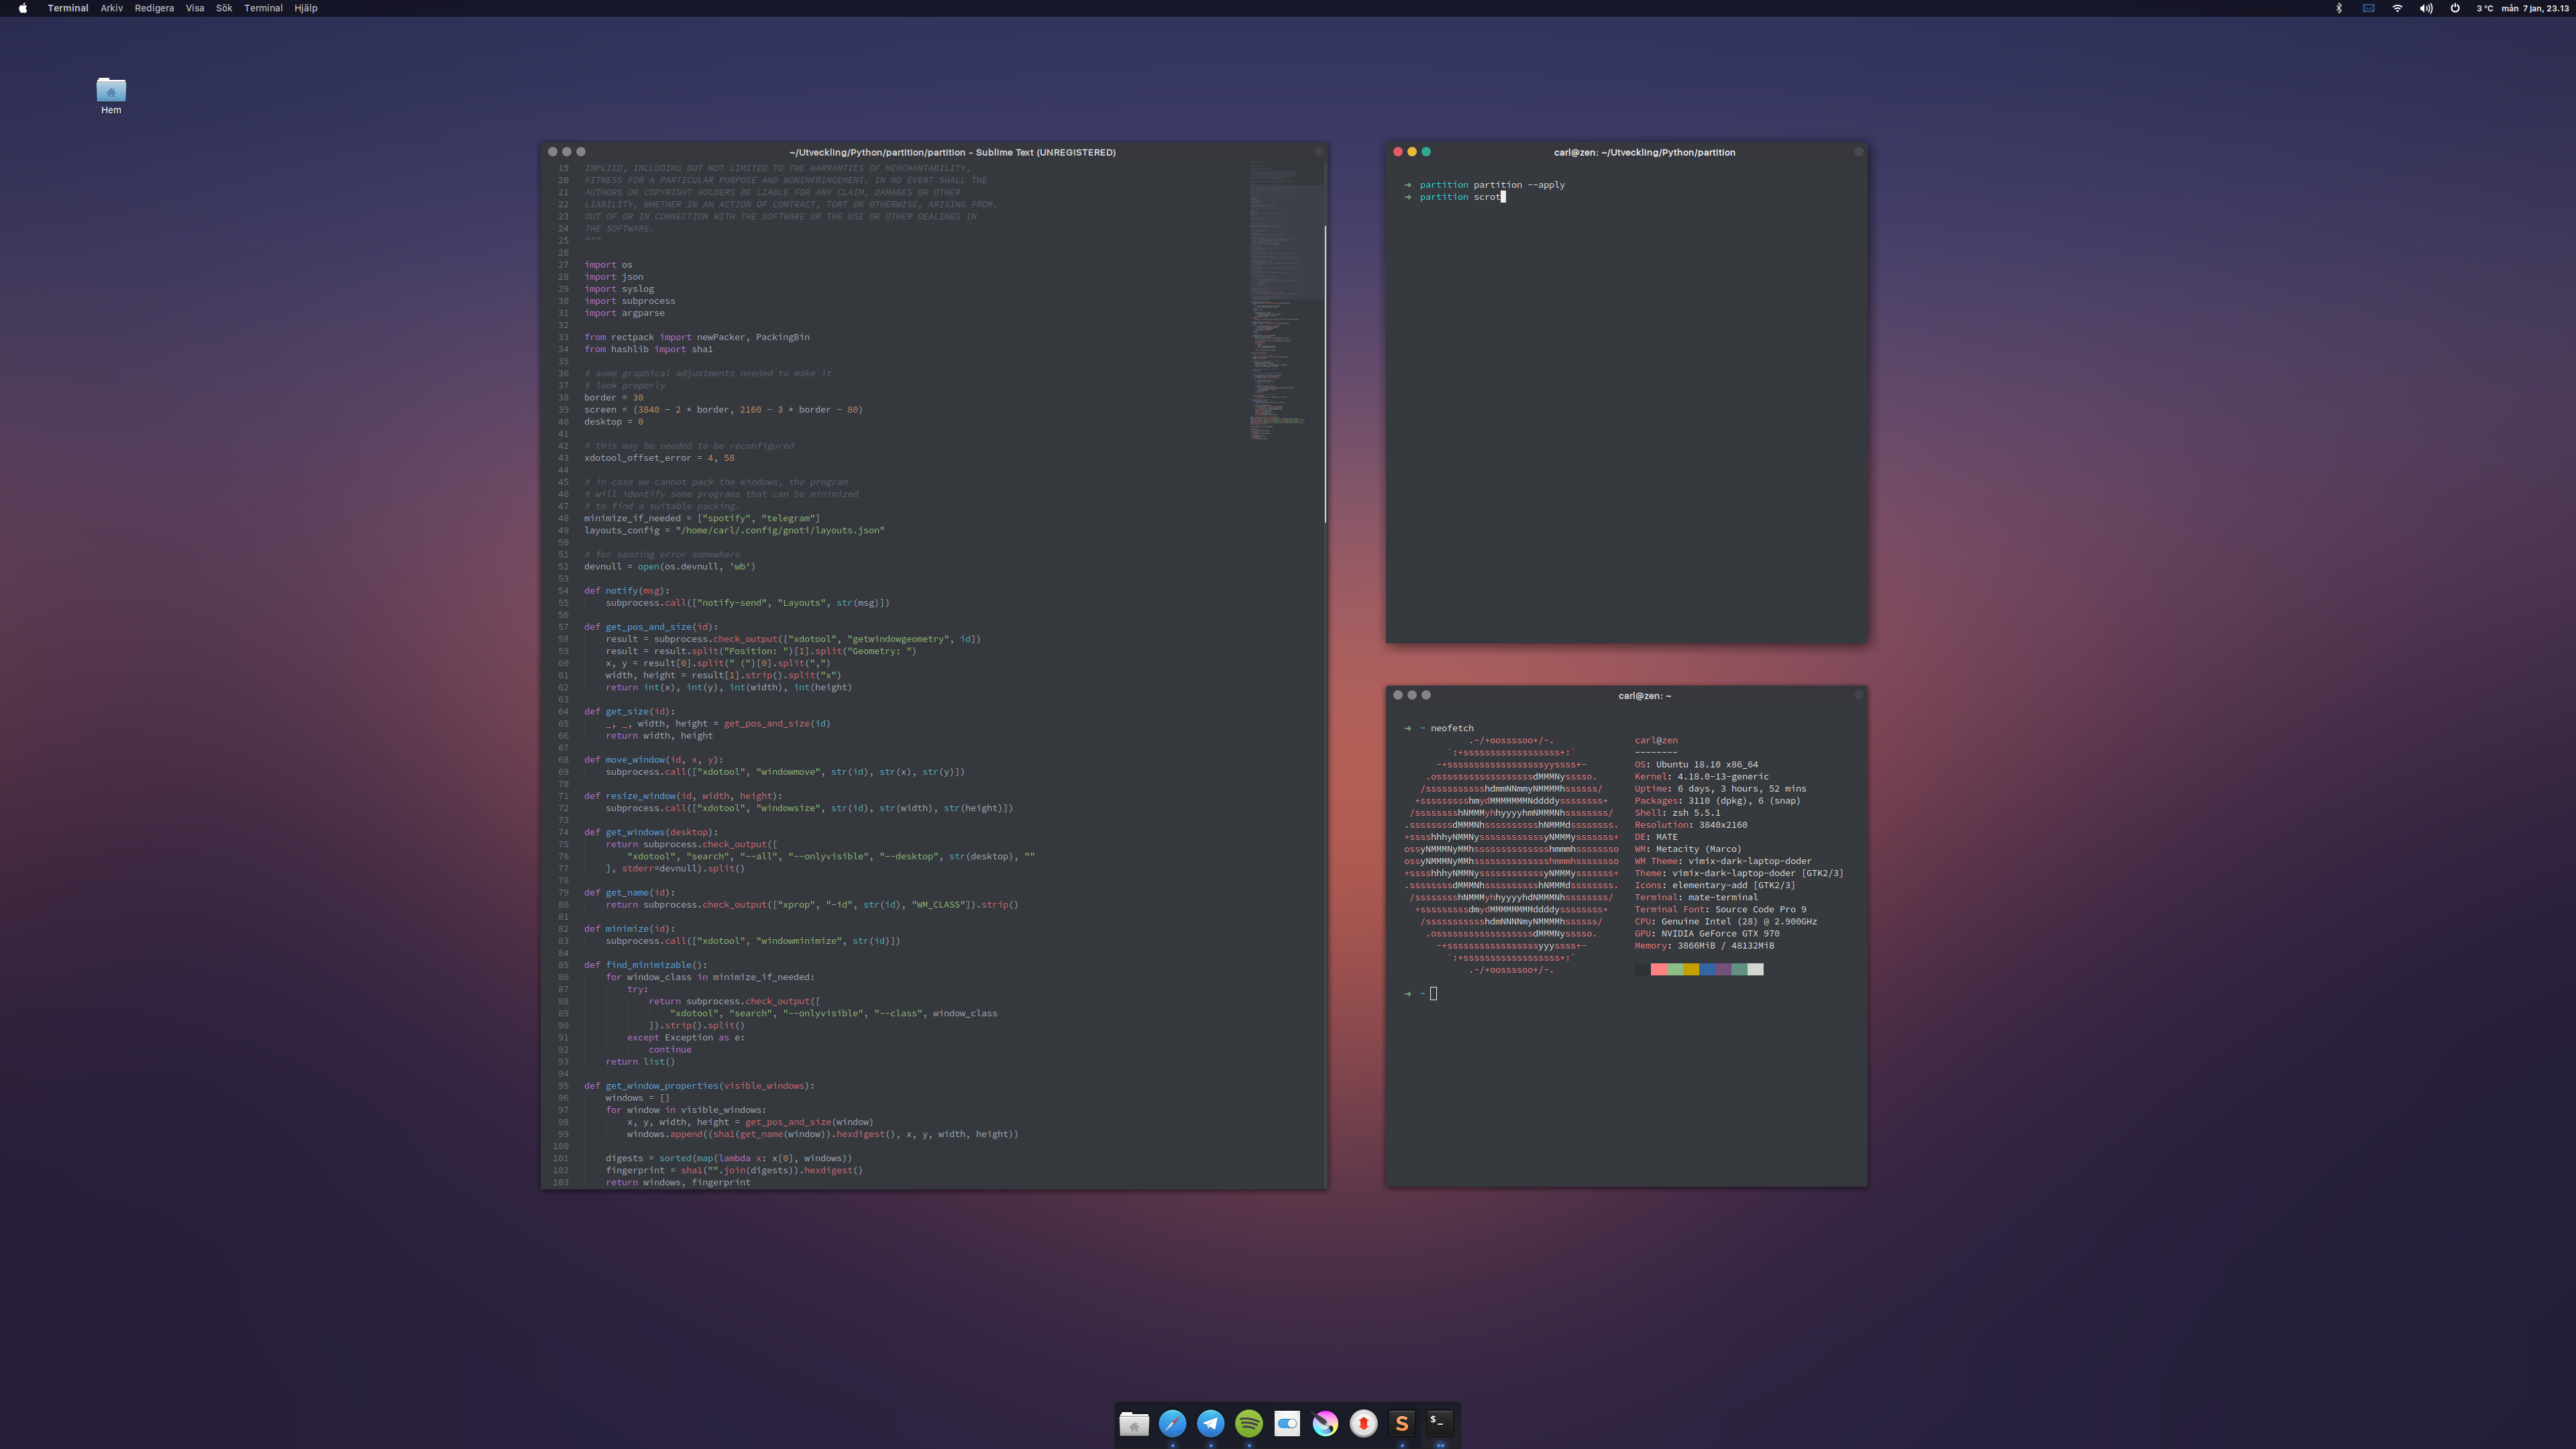 Terminal Arkiv Redigera Visa Sök Terminal Hjälp
3 °C mån 7 jan, 23.13
Hem
~/Utveckling/Python/partition/partition - Sublime Text (UNREGISTERED)
19 IMPLIED, INCLUDING BUT NOT LIMITED TO THE WARRANTIES OF MERCHANTABILITY,
20 FITNESS FOR A PARTICULAR PURPOSE AND NONINFRINGEMENT. IN NO EVENT SHALL THE
21 AUTHORS OR COPYRIGHT HOLDERS BE LIABLE FOR ANY CLAIM, DAMAGES OR OTHER
22 LIABILITY, WHETHER IN AN ACTION OF CONTRACT, TORT OR OTHERWISE, ARISING FROM,
23 OUT OF OR IN CONNECTION WITH THE SOFTWARE OR THE USE OR OTHER DEALINGS IN
24 THE SOFTWARE.
25 """
26
27 import os
28 import json
29 import syslog
30 import subprocess
31 import argparse
32
33 from rectpack import newPacker, PackingBin
34 from hashlib import sha1
35
36 # some graphical adjustments needed to make it
37 # look properly
38 border = 30
39 screen = (3840 - 2 * border, 2160 - 3 * border - 80)
40 desktop = 0
41
42 # this may be needed to be reconfigured
43 xdotool_offset_error = 4, 58
44
45 # in case we cannot pack the windows, the program
46 # will identify some programs that can be minimized
47 # to find a suitable packing.
48 minimize_if_needed = ["spotify", "telegram"]
49 layouts_config = "/home/carl/.config/gnoti/layouts.json"
50
51 # for sending error somewhere
52 devnull = open(os.devnull, 'wb')
53
54 def notify(msg):
55     subprocess.call(["notify-send", "Layouts", str(msg)])
56
57 def get_pos_and_size(id):
58     result = subprocess.check_output(["xdotool", "getwindowgeometry", id])
59     result = result.split("Position: ")[1].split("Geometry: ")
60     x, y = result[0].split(" (")[0].split(",")
61     width, height = result[1].strip().split("x")
62     return int(x), int(y), int(width), int(height)
63
64 def get_size(id):
65     _, _, width, height = get_pos_and_size(id)
66     return width, height
67
68 def move_window(id, x, y):
69     subprocess.call(["xdotool", "windowmove", str(id), str(x), str(y)])
70
71 def resize_window(id, width, height):
72     subprocess.call(["xdotool", "windowsize", str(id), str(width), str(height)])
73
74 def get_windows(desktop):
75     return subprocess.check_output([
76         "xdotool", "search", "--all", "--onlyvisible", "--desktop", str(desktop), ""
77     ], stderr=devnull).split()
78
79 def get_name(id):
80     return subprocess.check_output(["xprop", "-id", str(id), "WM_CLASS"]).strip()
81
82 def minimize(id):
83     subprocess.call(["xdotool", "windowminimize", str(id)])
84
85 def find_minimizable():
86     for window_class in minimize_if_needed:
87         try:
88             return subprocess.check_output([
89                 "xdotool", "search", "--onlyvisible", "--class", window_class
90             ]).strip().split()
91         except Exception as e:
92             continue
93     return list()
94
95 def get_window_properties(visible_windows):
96     windows = []
97     for window in visible_windows:
98         x, y, width, height = get_pos_and_size(window)
99         windows.append((sha1(get_name(window)).hexdigest(), x, y, width, height))
100
101     digests = sorted(map(lambda x: x[0], windows))
102     fingerprint = sha1("".join(digests)).hexdigest()
103     return windows, fingerprint
carl@zen: ~/Utveckling/Python/partition
➜ partition partition --apply
➜ partition scrot
carl@zen: ~
➜ ~ neofetch
.-/+oossssoo+/-. carl@zen
`:+ssssssssssssssssss+:` --------
-+ssssssssssssssssssyyssss+- OS: Ubuntu 18.10 x86_64
.ossssssssssssssssssdMMMNysssso. Kernel: 4.18.0-13-generic
/ssssssssssshdmmNNmmyNMMMMhssssss/ Uptime: 6 days, 3 hours, 52 mins
+ssssssssshmydMMMMMMMNddddyssssssss+ Packages: 3110 (dpkg), 6 (snap)
/sssssssshNMMMyhhyyyyhmNMMMNhssssssss/ Shell: zsh 5.5.1
.ssssssssdMMMNhsssssssssshNMMMdssssssss. Resolution: 3840x2160
+sssshhhyNMMNyssssssssssssyNMMMysssssss+ DE: MATE
ossyNMMMNyMMhsssssssssssssshmmmhssssssso WM: Metacity (Marco)
ossyNMMMNyMMhsssssssssssssshmmmhssssssso WM Theme: vimix-dark-laptop-doder
+sssshhhyNMMNyssssssssssssyNMMMysssssss+ Theme: vimix-dark-laptop-doder [GTK2/3]
.ssssssssdMMMNhsssssssssshNMMMdssssssss. Icons: elementary-add [GTK2/3]
/sssssssshNMMMyhhyyyyhdNMMMNhssssssss/ Terminal: mate-terminal
+sssssssssdmydMMMMMMMMddddyssssssss+ Terminal Font: Source Code Pro 9
/ssssssssssshdmNNNNmyNMMMMhssssss/ CPU: Genuine Intel (28) @ 2.900GHz
.ossssssssssssssssssdMMMNysssso. GPU: NVIDIA GeForce GTX 970
-+sssssssssssssssssyyyssss+- Memory: 3866MiB / 48132MiB
`:+ssssssssssssssssss+:`
.-/+oossssoo+/-.
➜ ~
S
$_